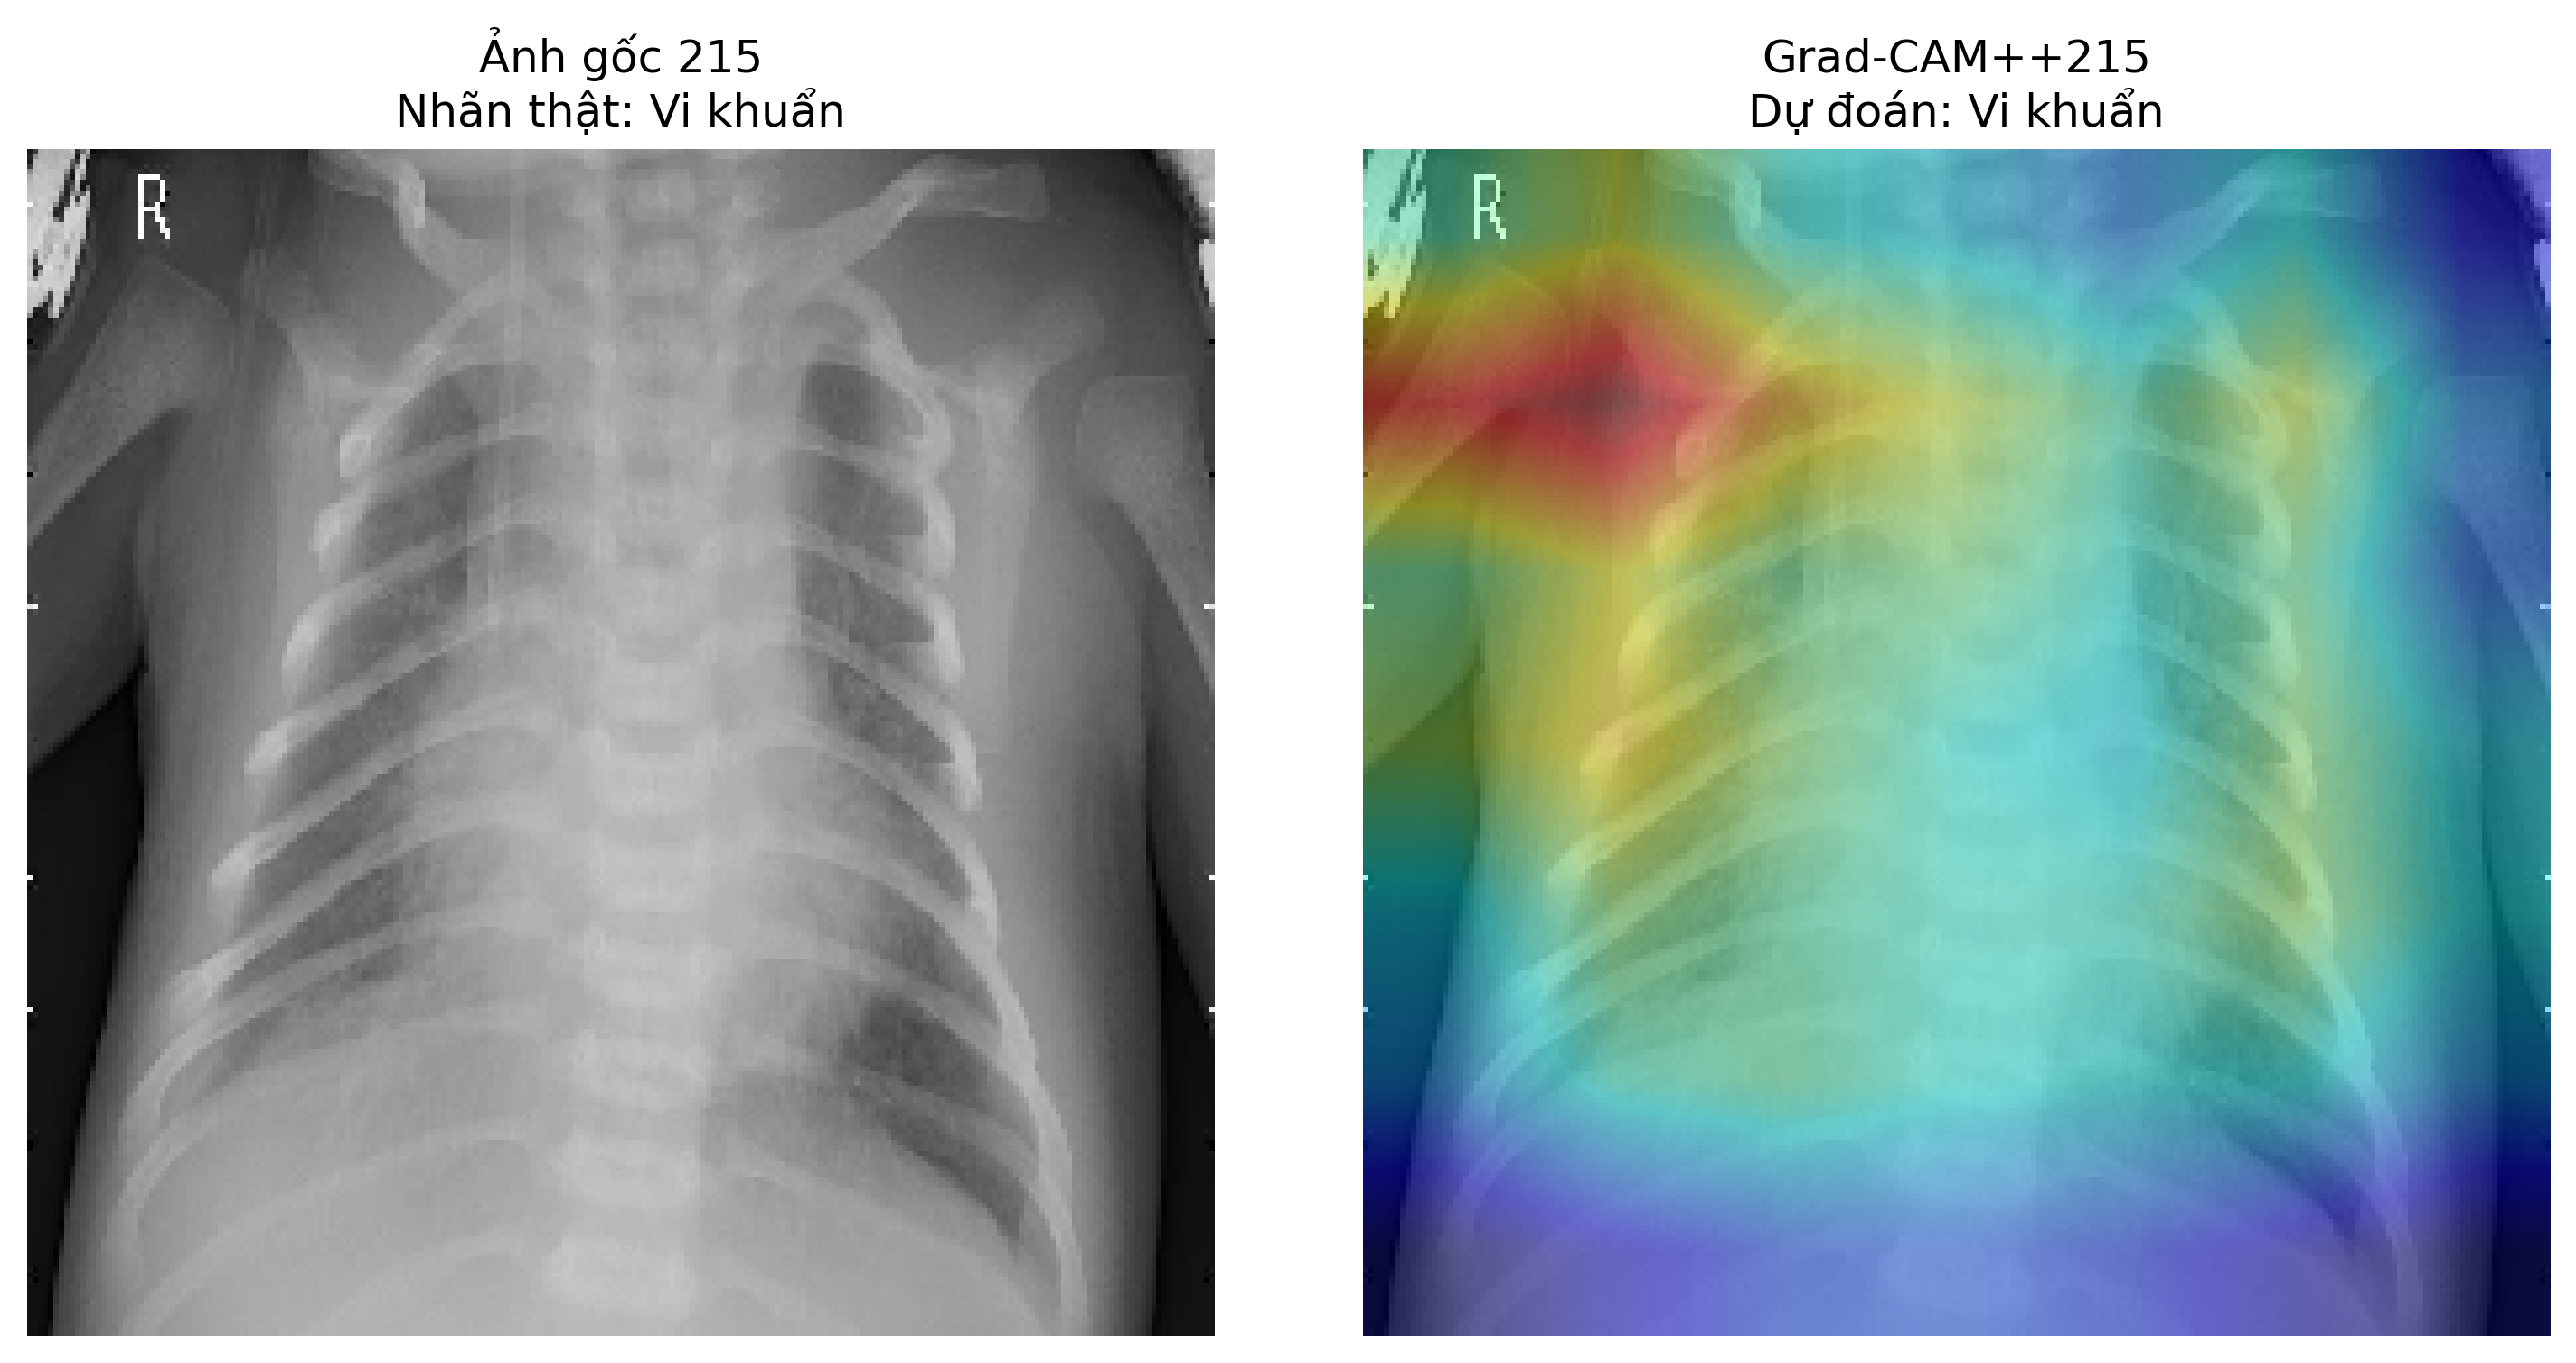 Ảnh gốc 215
Nhãn thật: Vi khuẩn
R
Grad-CAM++215
Dự đoán: Vi khuẩn
R